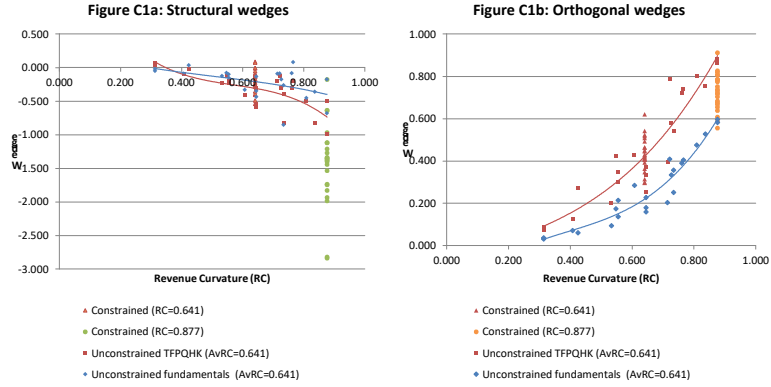 Figure C1a: Structural wedges
0.500
0.000
-0.500
-1.000
-1.500
-2.000
-2.500
-3.000
0.000 0.200 0.400 0.600 0.800 1.000
Revenue Curvature (RC)
Constrained (RC=0.641)
Constrained (RC=0.877)
Unconstrained TFPQHK (AvRC=0.641)
Unconstrained fundamentals (AvRC=0.641)
Figure C1b: Orthogonal wedges
1.000
0.800
0.600
0.400
0.200
0.000
0.000 0.200 0.400 0.600 0.800 1.000
Revenue Curvature (RC)
Constrained (RC=0.641)
Constrained (RC=0.877)
Unconstrained TFPQHK (AvRC=0.641)
Unconstrained fundamentals (AvRC=0.641)